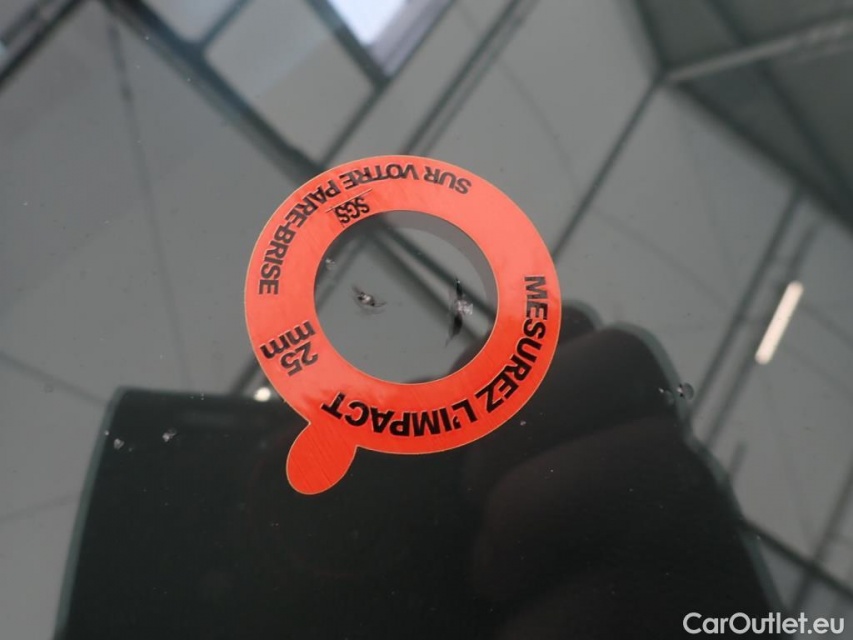 MESUREZ L'IMPACT
SUR VOTRE PARE-BRISE
SGS
25
mm
CarOutlet.eu